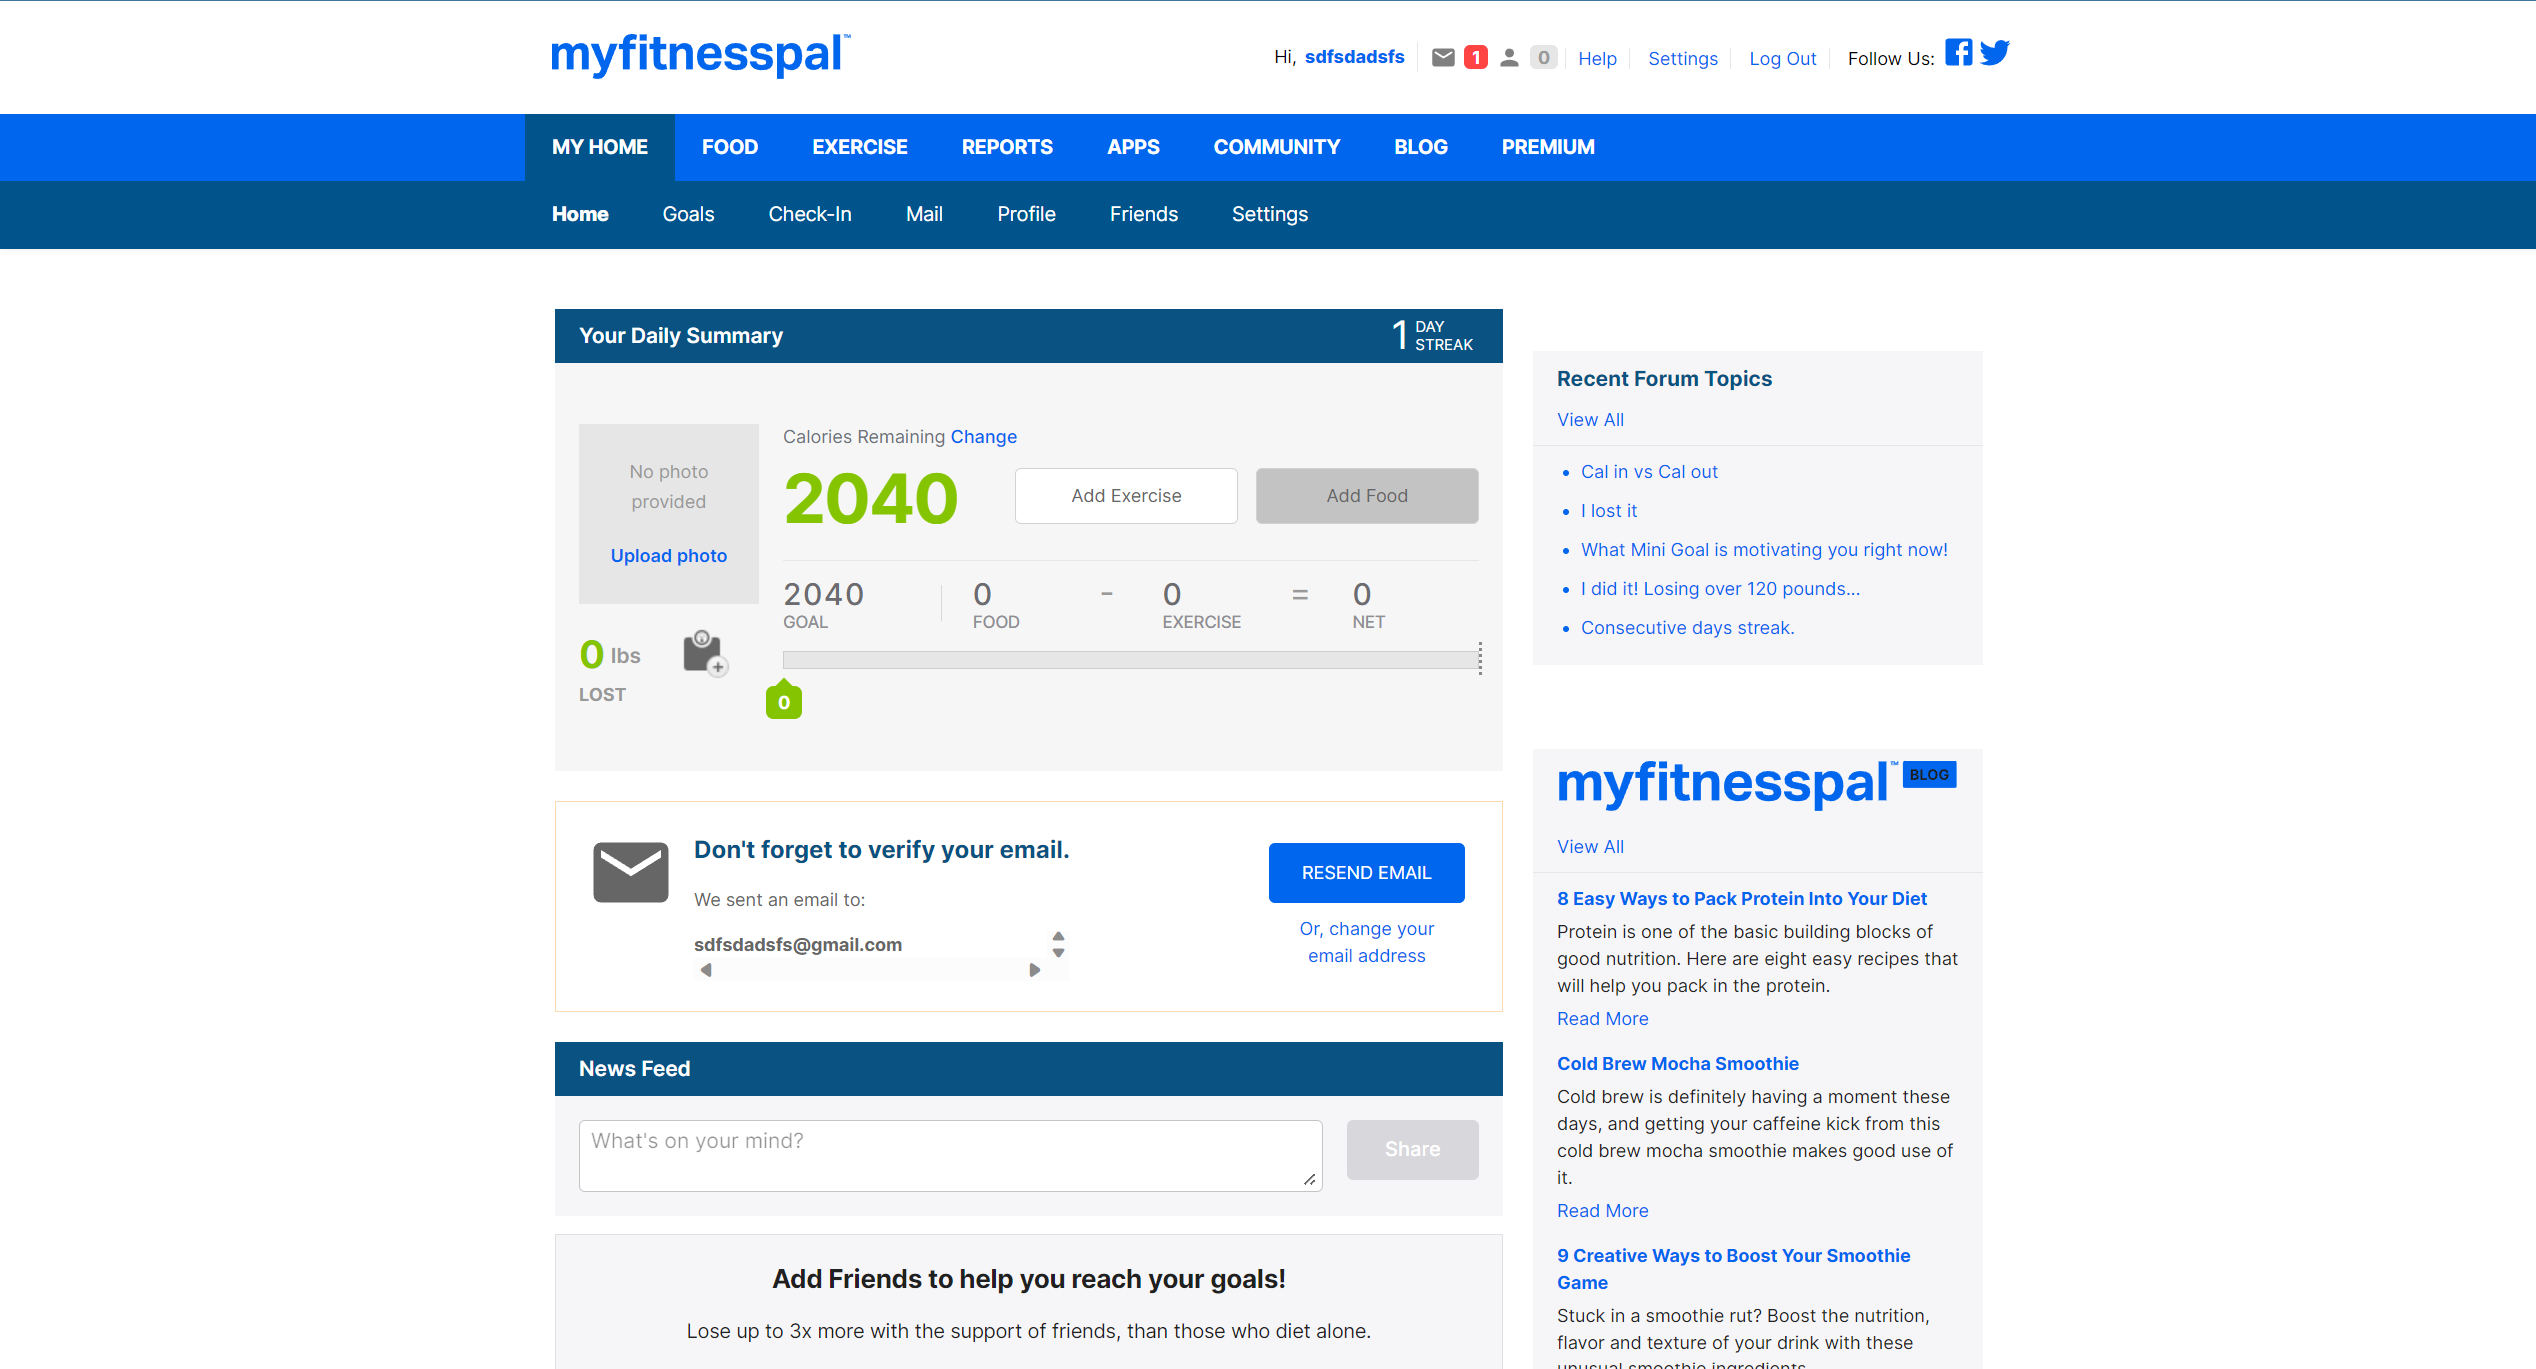 myfitnesspal™
Hi, sdfsdadsfs 1 0 Help Settings Log Out Follow Us:
MY HOME FOOD EXERCISE REPORTS APPS COMMUNITY BLOG PREMIUM
Home Goals Check-In Mail Profile Friends Settings
Your Daily Summary
1 DAY STREAK
No photo
provided
Upload photo
0 lbs
LOST
Calories Remaining Change
2040
Add Exercise
Add Food
2040 0 - 0 = 0
GOAL FOOD EXERCISE NET
0
Don't forget to verify your email.
We sent an email to:
sdfsdadsfs@gmail.com
RESEND EMAIL
Or, change your
email address
News Feed
What's on your mind?
Share
Add Friends to help you reach your goals!
Lose up to 3x more with the support of friends, than those who diet alone.
Recent Forum Topics
View All
• Cal in vs Cal out
• I lost it
• What Mini Goal is motivating you right now!
• I did it! Losing over 120 pounds...
• Consecutive days streak.
myfitnesspal™ BLOG
View All
8 Easy Ways to Pack Protein Into Your Diet
Protein is one of the basic building blocks of
good nutrition. Here are eight easy recipes that
will help you pack in the protein.
Read More
Cold Brew Mocha Smoothie
Cold brew is definitely having a moment these
days, and getting your caffeine kick from this
cold brew mocha smoothie makes good use of
it.
Read More
9 Creative Ways to Boost Your Smoothie
Game
Stuck in a smoothie rut? Boost the nutrition,
flavor and texture of your drink with these
unusual smoothie ingredients.